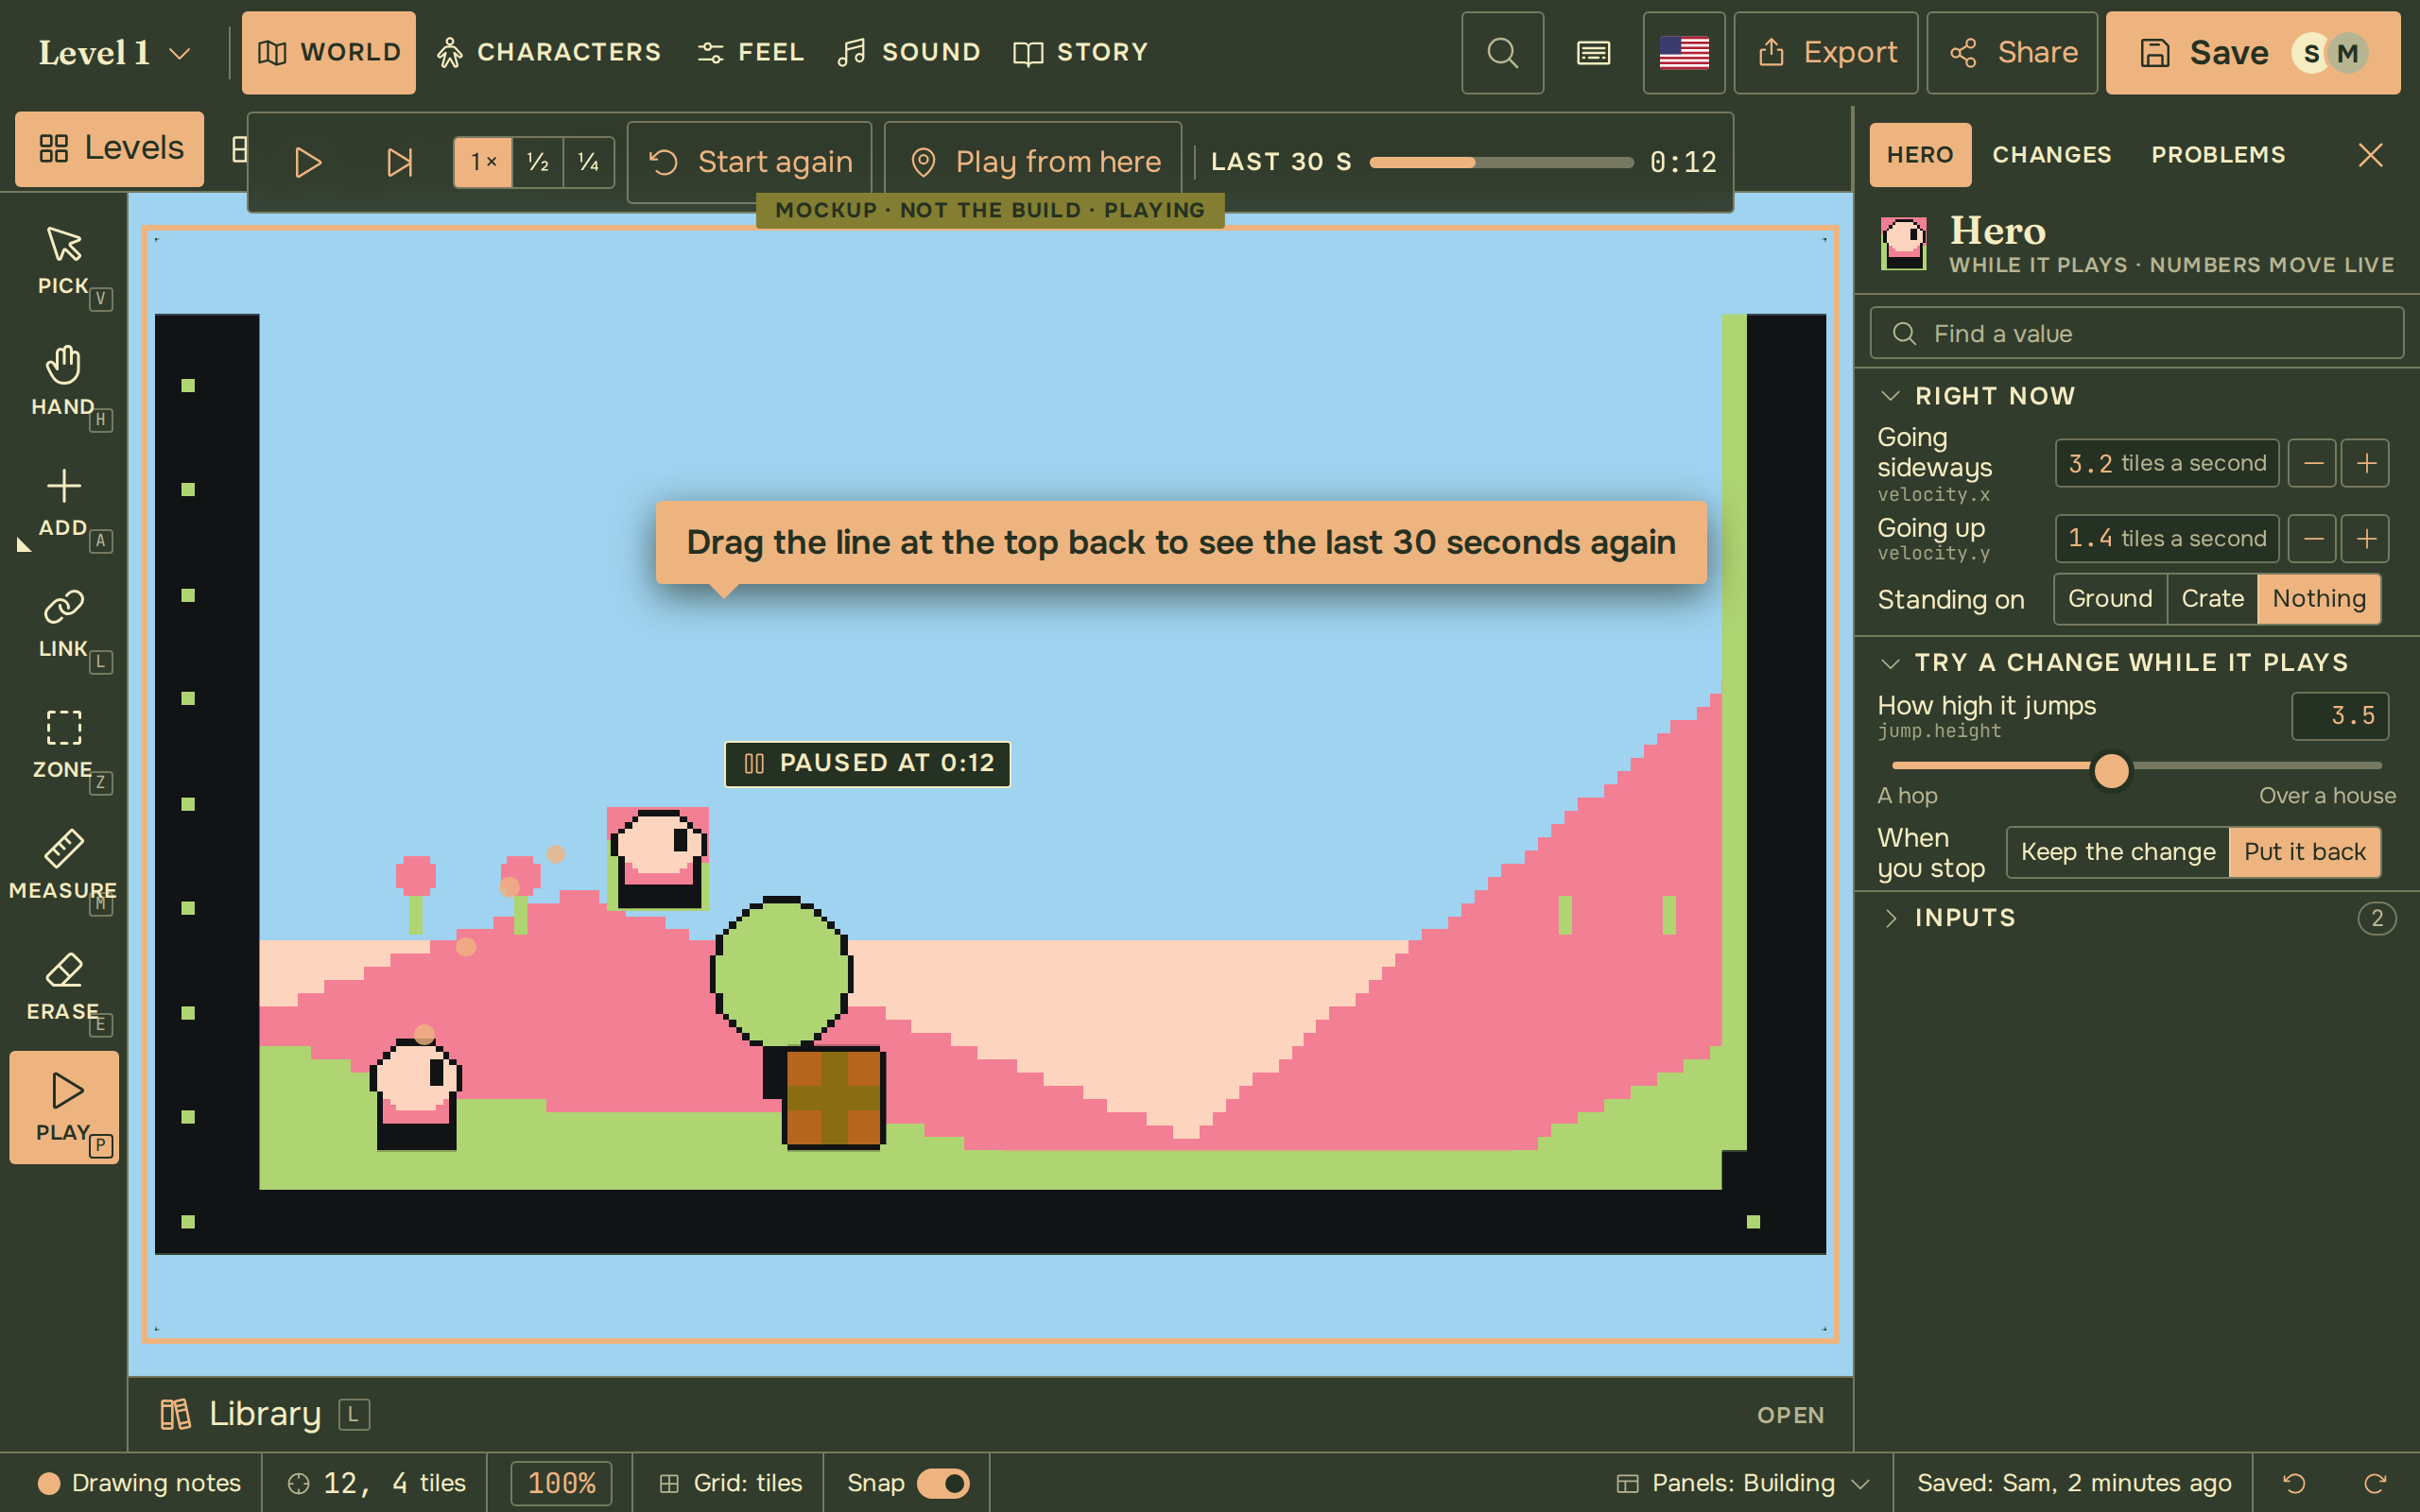 Level 1
WORLD
CHARACTERS
FEEL
SOUND
STORY
Export
Share
Save
S
M
Levels
1×
½
¼
Start again
Play from here
LAST 30 S
0:12
MOCKUP · NOT THE BUILD · PLAYING
HERO
CHANGES
PROBLEMS
Hero
WHILE IT PLAYS · NUMBERS MOVE LIVE
Find a value
RIGHT NOW
Going sideways
velocity.x
3.2 tiles a second
Going up
velocity.y
1.4 tiles a second
Standing on
Ground
Crate
Nothing
TRY A CHANGE WHILE IT PLAYS
How high it jumps
jump.height
3.5
A hop
Over a house
When you stop
Keep the change
Put it back
INPUTS
2
PICK
V
HAND
H
ADD
A
LINK
L
ZONE
Z
MEASURE
M
ERASE
E
PLAY
P
Drag the line at the top back to see the last 30 seconds again
PAUSED AT 0:12
Library
L
OPEN
Drawing notes
12, 4 tiles
100%
Grid: tiles
Snap
Panels: Building
Saved: Sam, 2 minutes ago